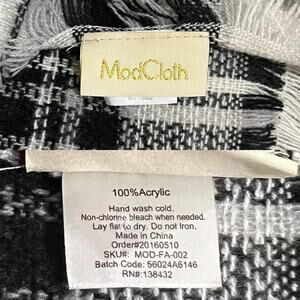 ModCloth
100%Acrylic
Hand wash cold.
Non-chlorine bleach when needed.
Lay flat to dry. Do not Iron.
Made in China
Order#20160510
SKU#: MOD-FA-002
Batch Code: 56024A6146
RN#:138432